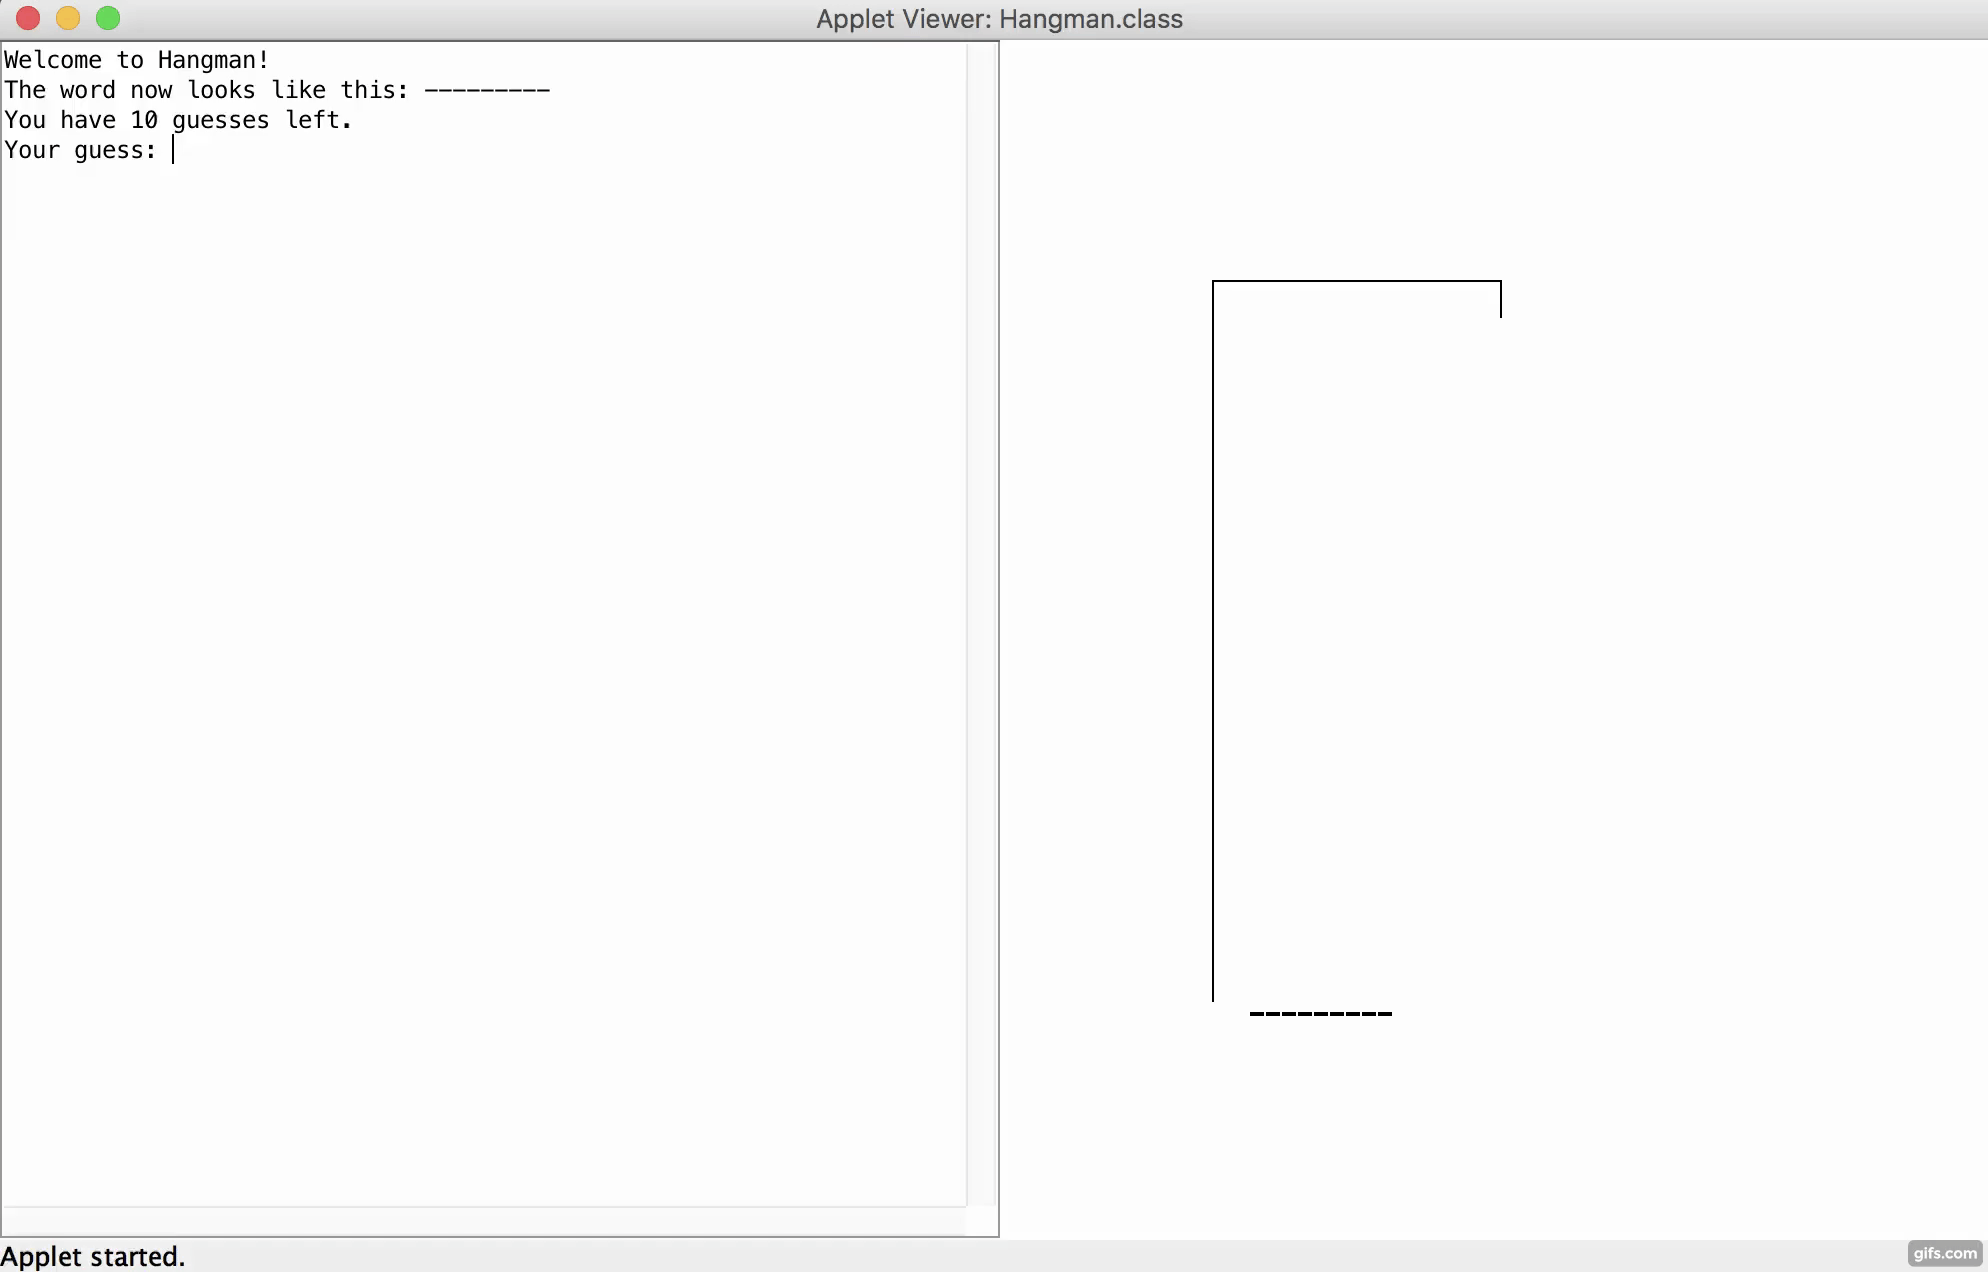 Applet Viewer: Hangman.class
Welcome to Hangman!
The word now looks like this: ---------
You have 10 guesses left.
Your guess:
---------
Applet started.
gifs.com